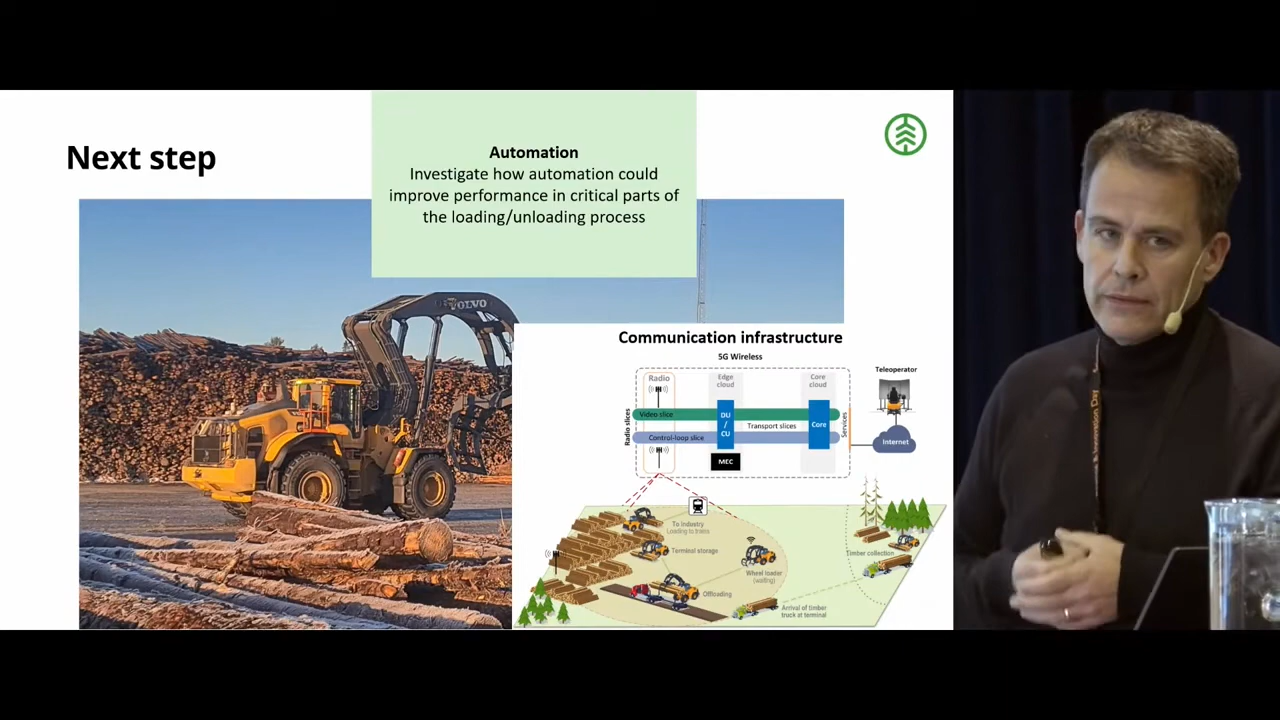 Next step
Automation
Investigate how automation could
improve performance in critical parts of
the loading/unloading process
VOLVO
Communication infrastructure
5G Wireless
Radio
Edge
cloud
Core
cloud
Teleoperator
Radio slices
Video slice
DU
/
CU
Transport slices
Core
Services
Control-loop slice
Internet
MEC
To industry
Loading to trains
Terminal storage
Wheel loader
(waiting)
Timber collection
Offloading
Arrival of timber
truck at terminal